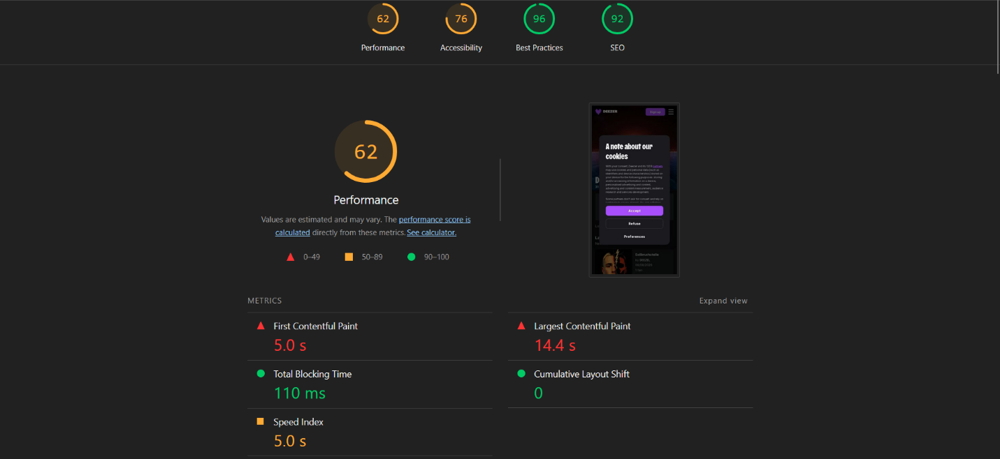 62
76
96
92
Performance
Accessibility
Best Practices
SEO
62
Performance
Values are estimated and may vary. The performance score is
calculated directly from these metrics. See calculator.
0–49
50–89
90–100
DEEZER
Sign up
A note about our
cookies
Accept
Refuse
Preferences
METRICS
Expand view
First Contentful Paint
5.0 s
Largest Contentful Paint
14.4 s
Total Blocking Time
110 ms
Cumulative Layout Shift
0
Speed Index
5.0 s